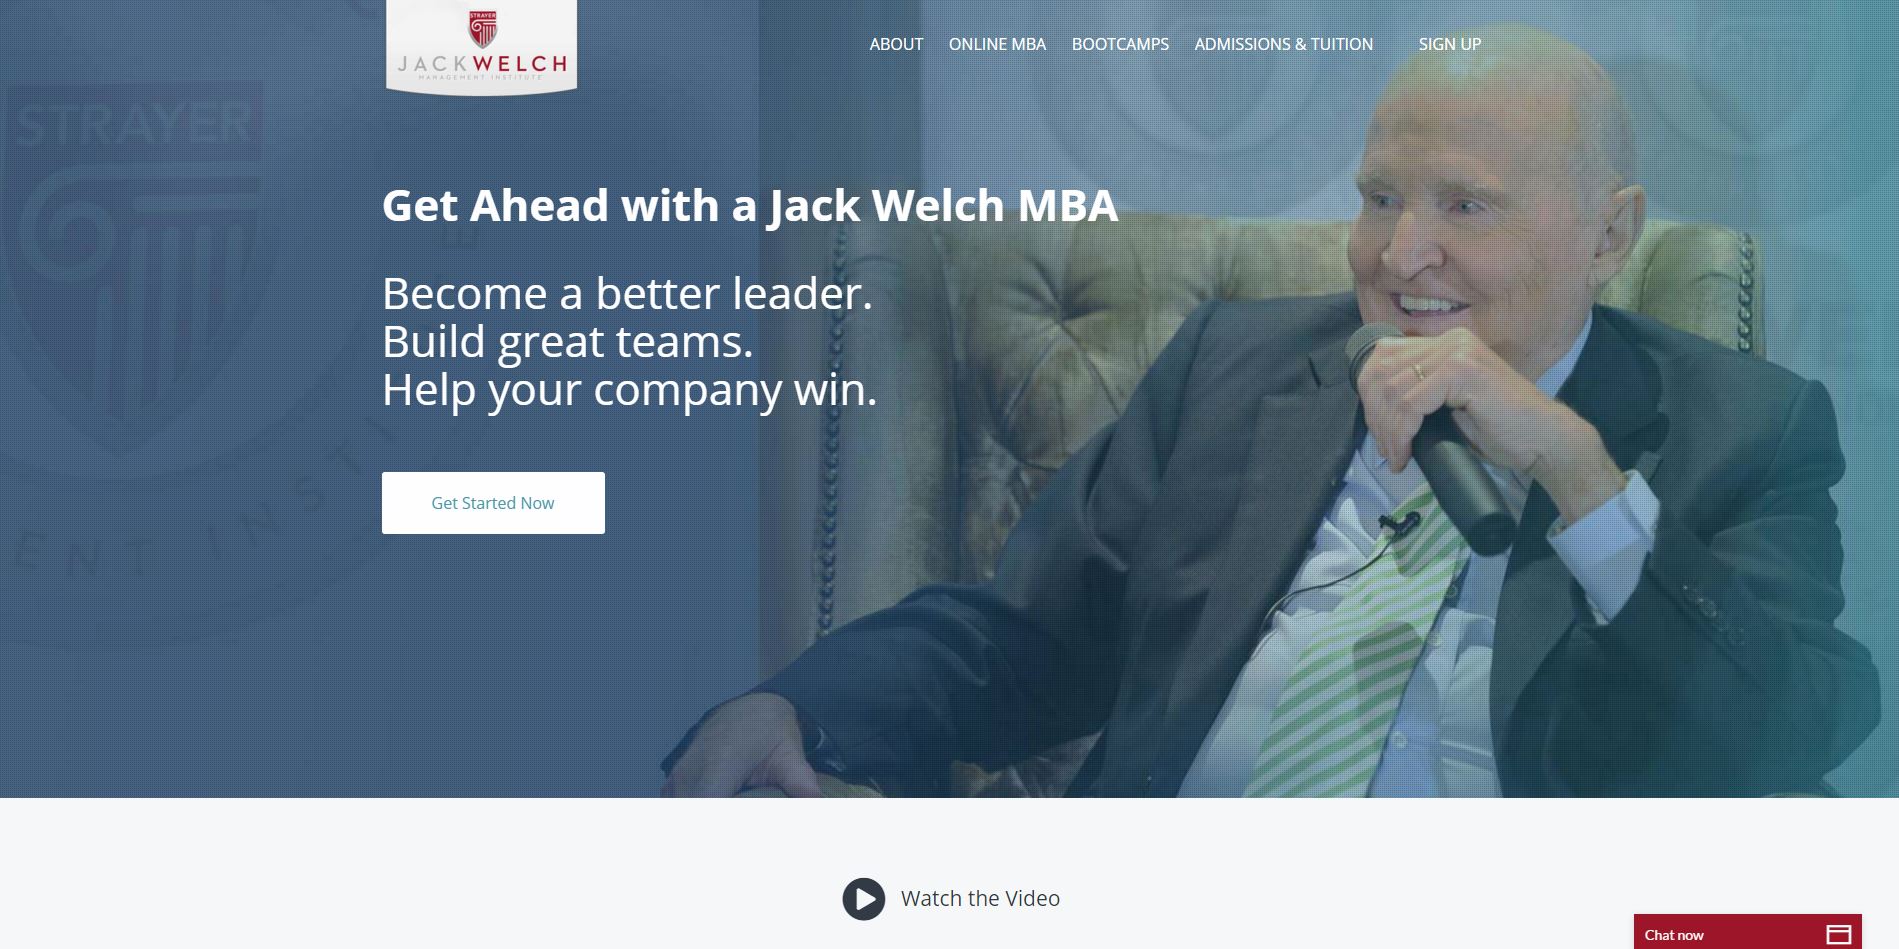 STRAYER
JACKWELCH
MANAGEMENT INSTITUTE
ABOUT
ONLINE MBA
BOOTCAMPS
ADMISSIONS & TUITION
SIGN UP
STRAYER
Get Ahead with a Jack Welch MBA
Become a better leader.
Build great teams.
Help your company win.
Get Started Now
Watch the Video
Chat now